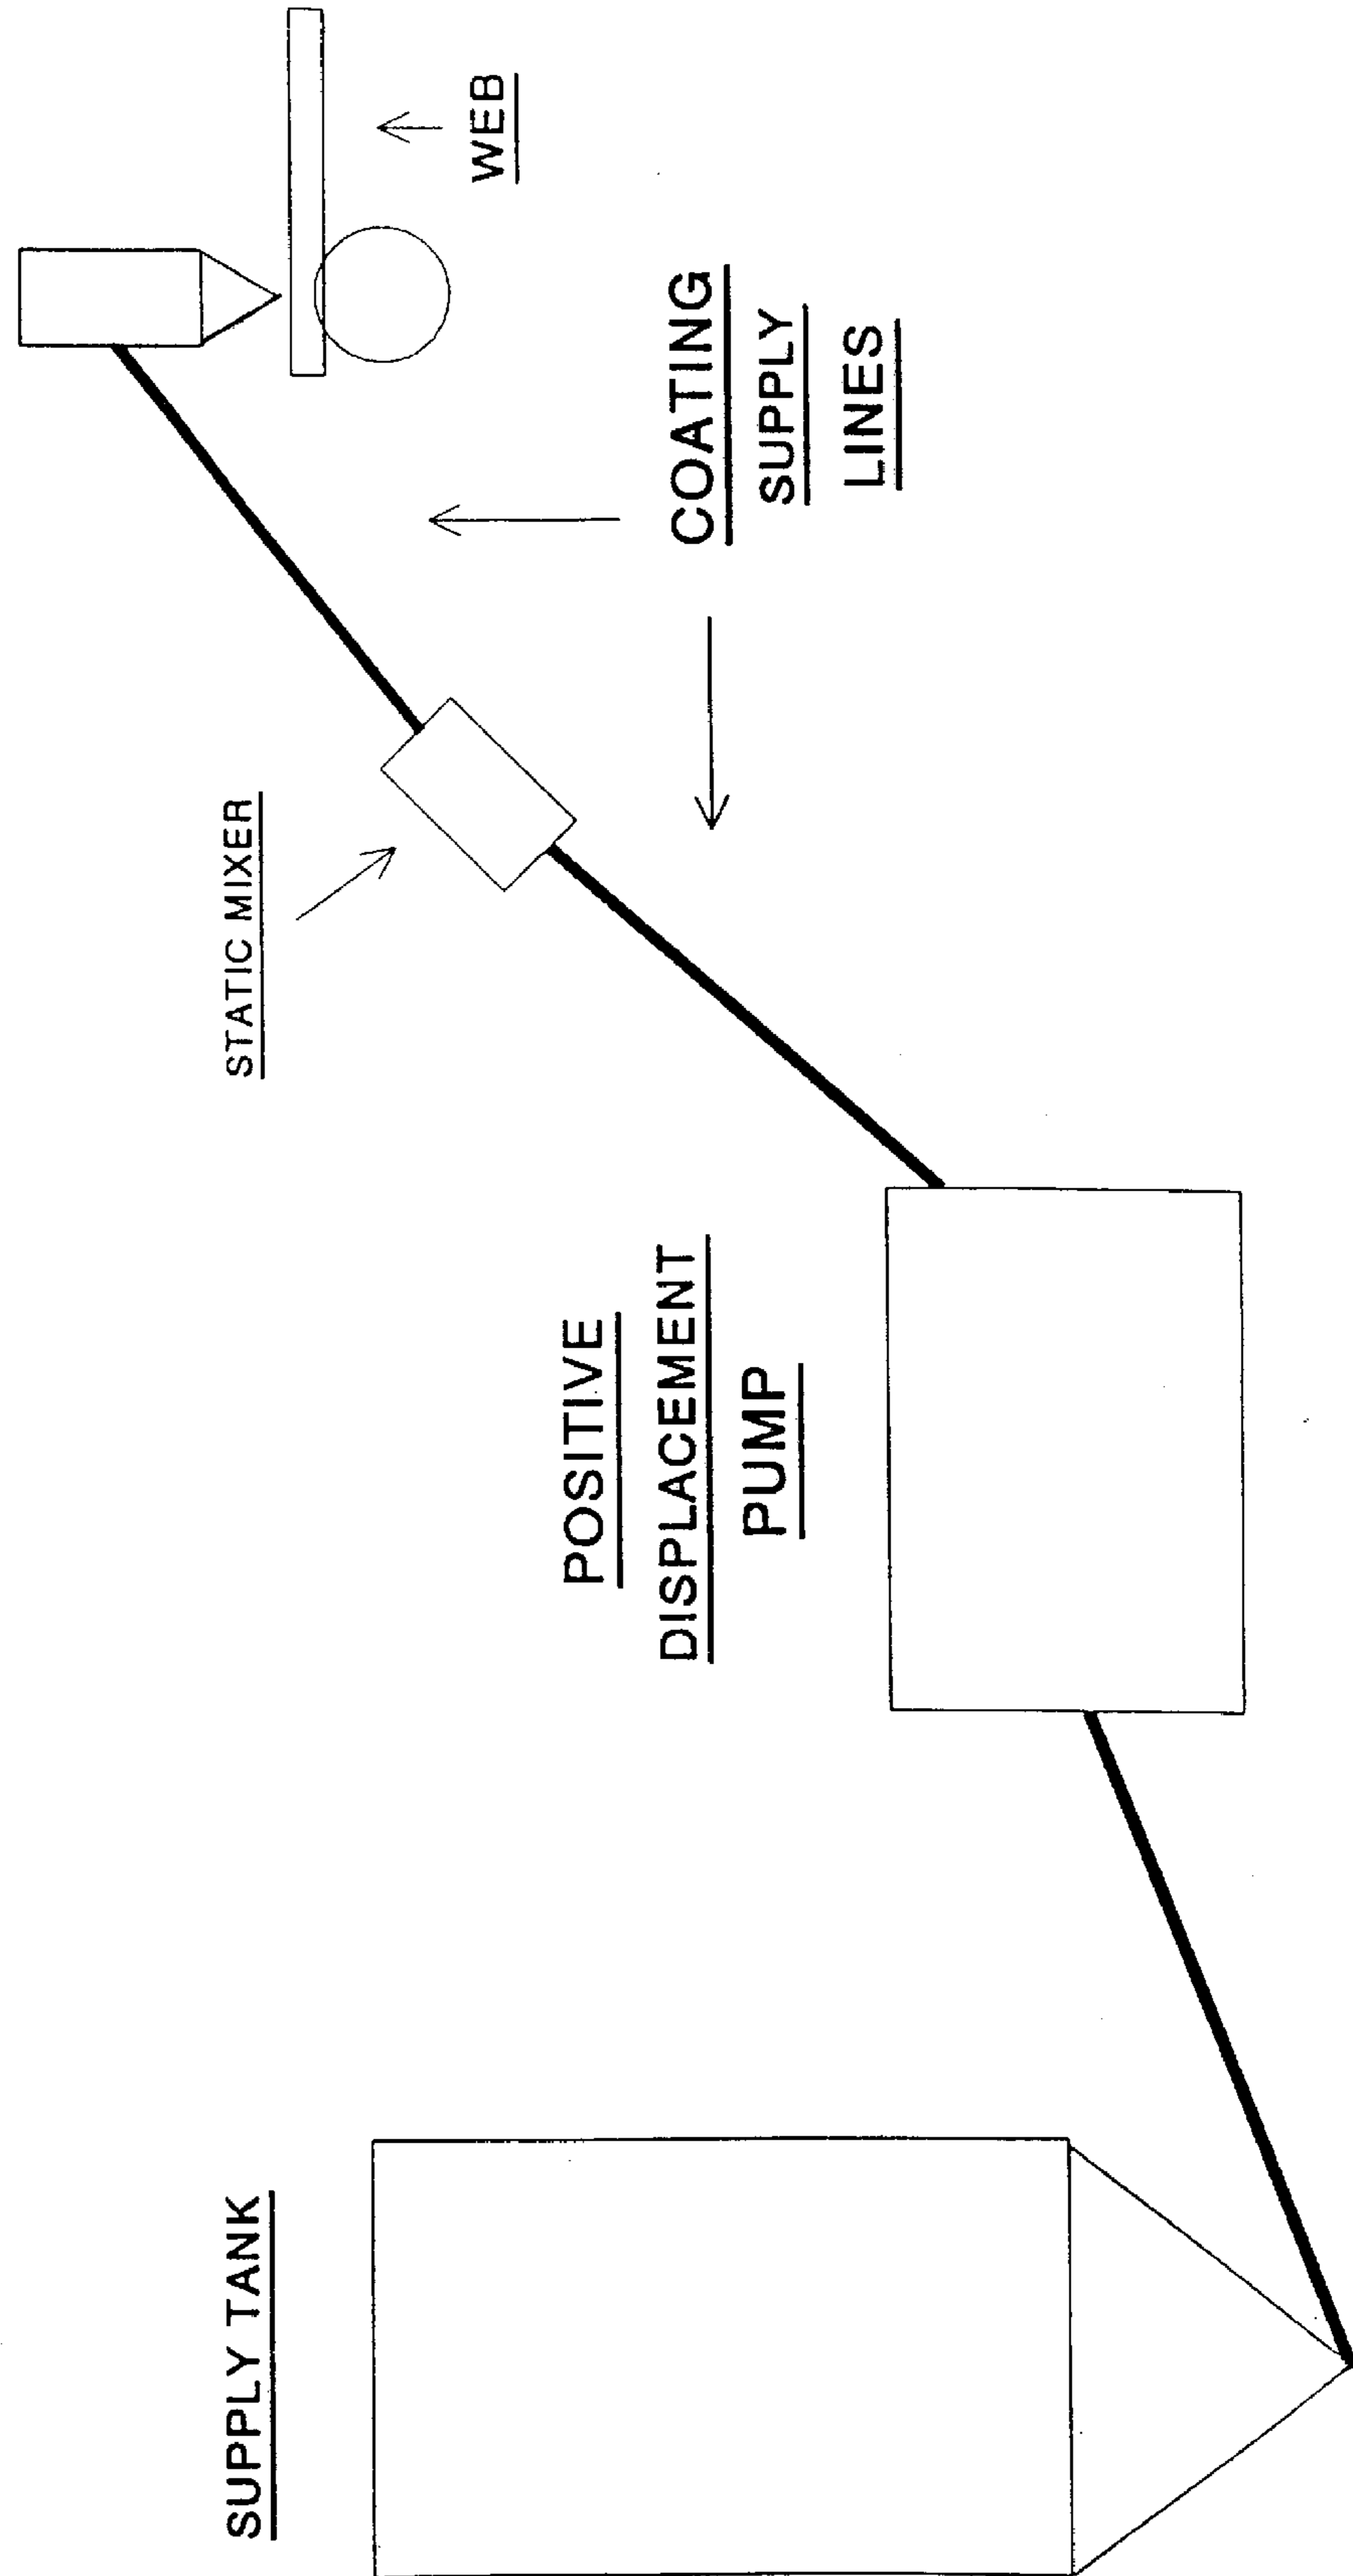 SUPPLY TANK
POSITIVE
DISPLACEMENT
PUMP
STATIC MIXER
COATING
SUPPLY
LINES
WEB